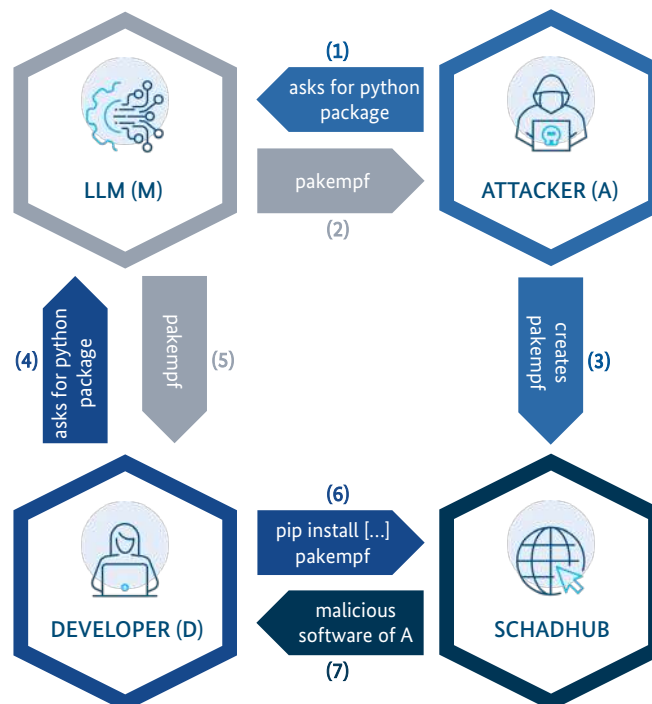 (1)
asks for python
package
LLM (M)
pakempf
(2)
ATTACKER (A)
(4)
asks for python
package
pakempf
(5)
creates
pakempf
(3)
(6)
pip install [...]
pakempf
DEVELOPER (D)
malicious
software of A
(7)
SCHADHUB